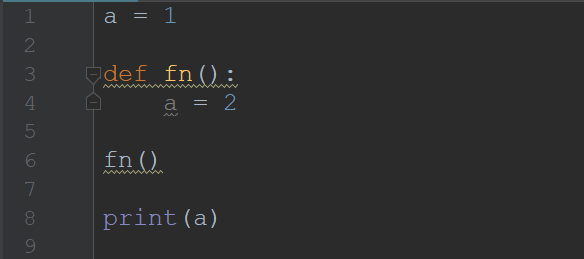 1 a = 1
2
3 def fn():
4     a = 2
5
6 fn()
7
8 print(a)
9